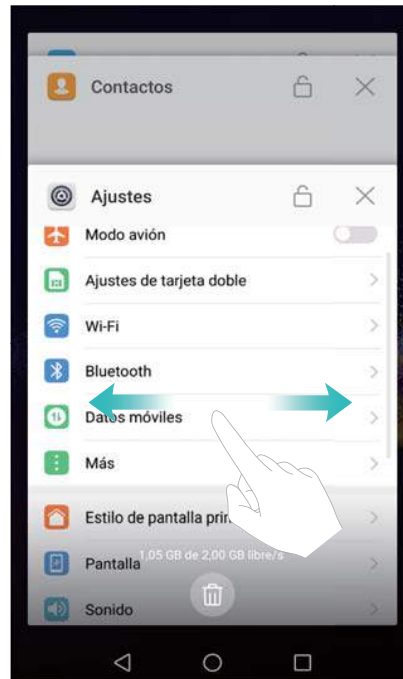 Contactos
Ajustes
Modo avión
Ajustes de tarjeta doble
Wi-Fi
Bluetooth
Datos móviles
Más
Estilo de pantalla prin
1,05 GB de 2,00 GB libre/s
Pantalla
Sonido